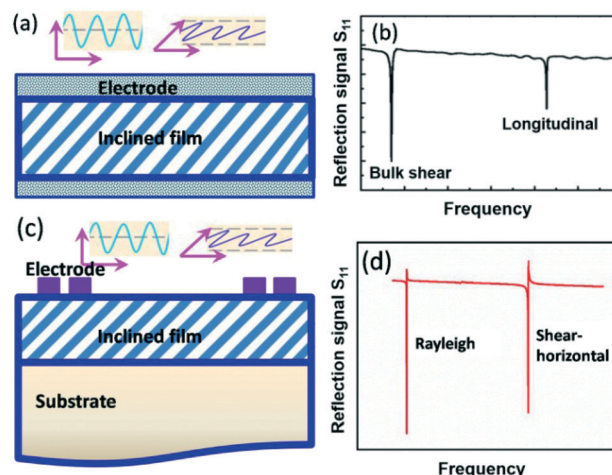 (a)
Electrode
Inclined film
(b)
Reflection signal S11
Longitudinal
Bulk shear
Frequency
(c)
Electrode
Inclined film
Substrate
(d)
Reflection signal S11
Rayleigh
Shear-
horizontal
Frequency